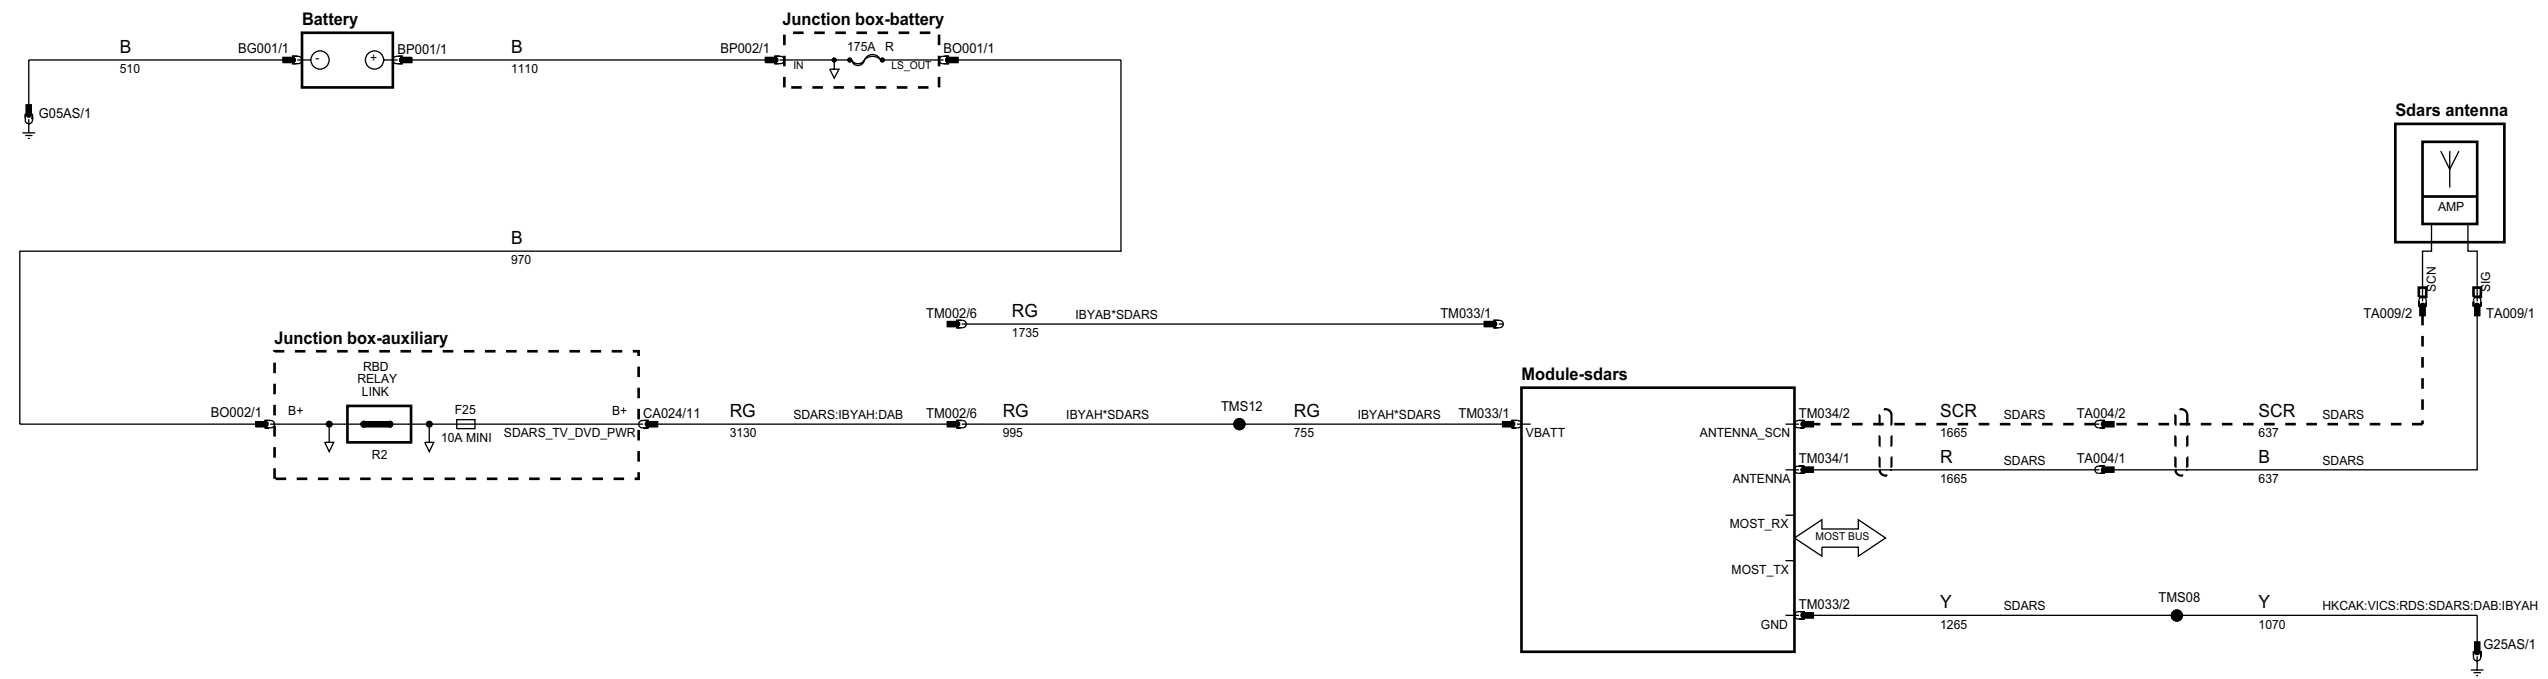 Battery
Junction box-battery
B
BG001/1
-
+
BP001/1
B
BP002/1
175A R
BO001/1
510
1110
IN
LS_OUT
G05AS/1
Sdars antenna
AMP
B
970
SCN
SIG
TA009/2
TA009/1
TM002/6
RG
IBYAB*SDARS
TM033/1
1735
Junction box-auxiliary
RBD
RELAY
LINK
Module-sdars
BO002/1
B+
F25
B+
CA024/11
RG
SDARS:IBYAH:DAB
TM002/6
RG
IBYAH*SDARS
TMS12
RG
IBYAH*SDARS
TM033/1
10A MINI
SDARS_TV_DVD_PWR
3130
995
755
VBATT
R2
ANTENNA_SCN
TM034/2
SCR
SDARS
TA004/2
SCR
SDARS
1665
637
TM034/1
R
SDARS
TA004/1
B
SDARS
ANTENNA
1665
637
MOST_RX
MOST BUS
MOST_TX
TM033/2
Y
SDARS
TMS08
Y
HKCAK:VICS:RDS:SDARS:DAB:IBYAH
GND
1265
1070
G25AS/1